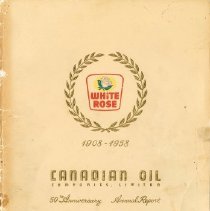 WHITE
ROSE
1908-1958
CANADIAN OIL
COMPANIES, LIMITED
50th Anniversary Annual Report